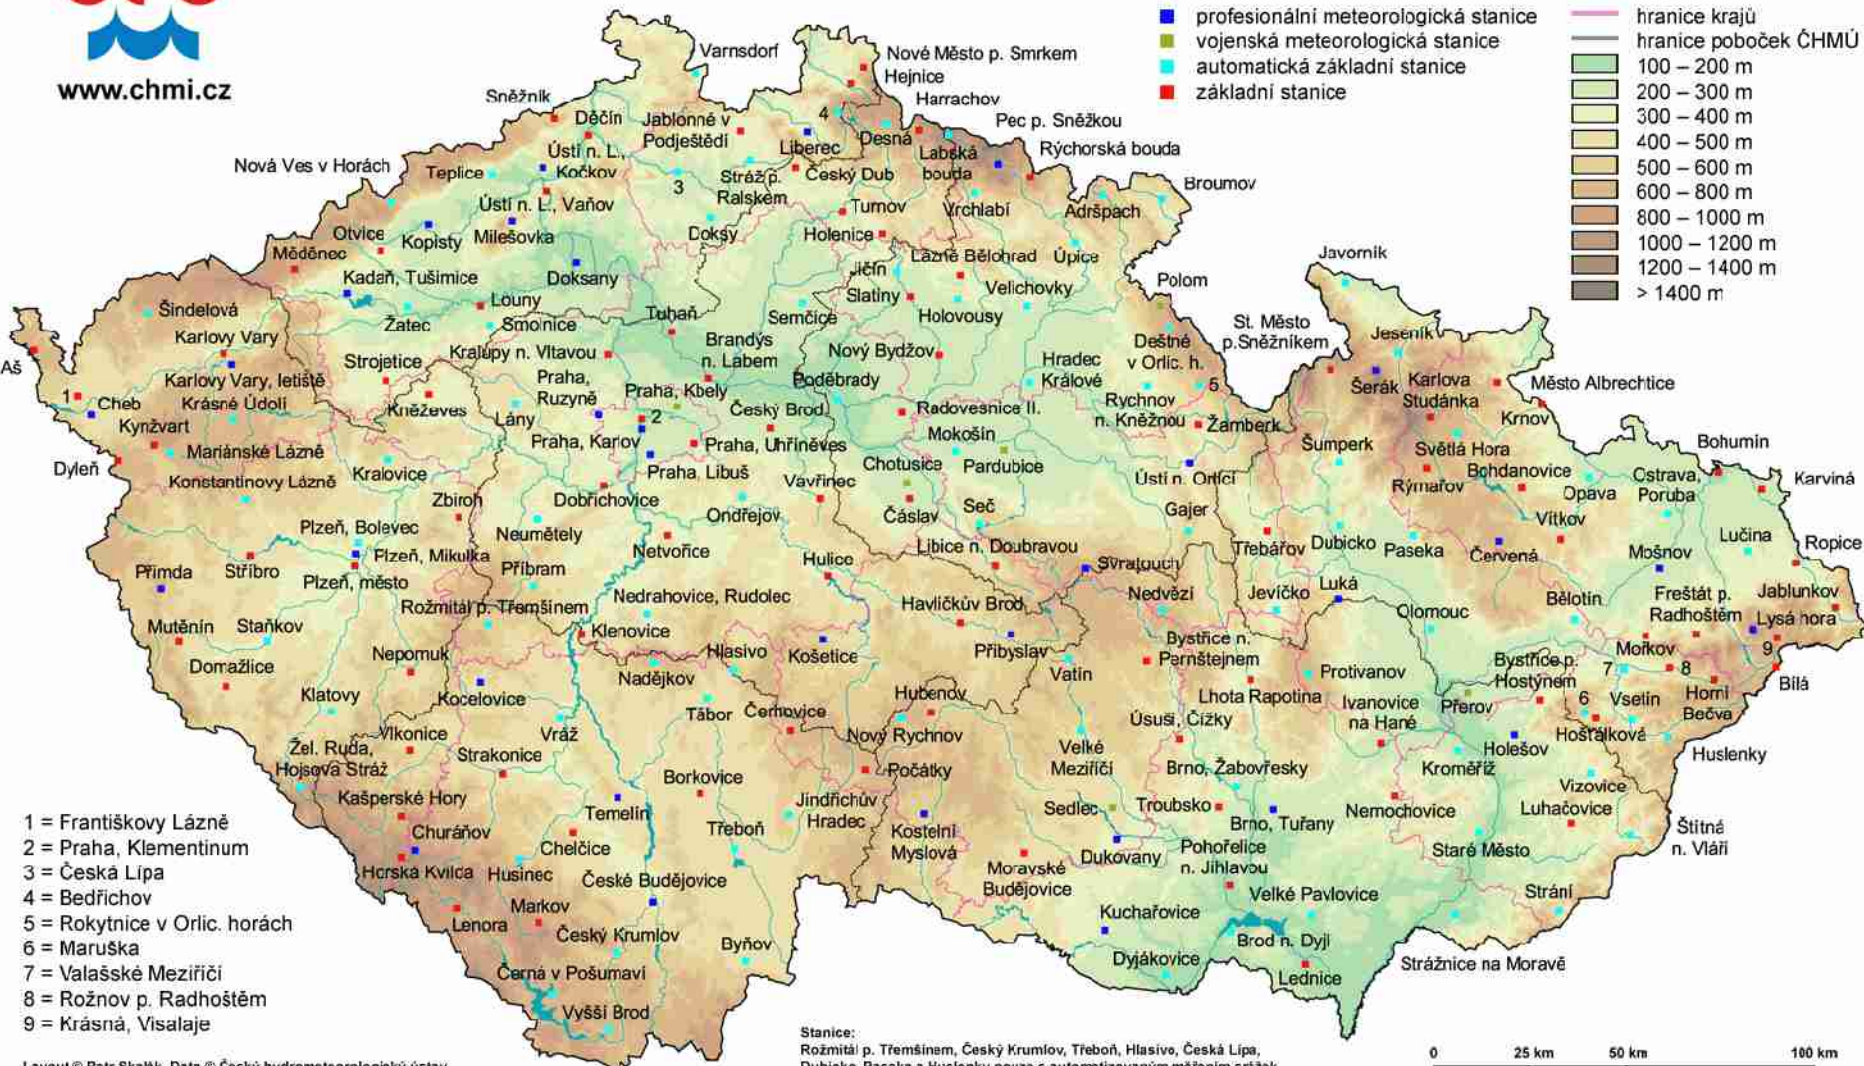 www.chmi.cz
profesionální meteorologická stanice
vojenská meteorologická stanice
automatická základní stanice
základní stanice
hranice krajů
hranice poboček ČHMÚ
100 – 200 m
200 – 300 m
300 – 400 m
400 – 500 m
500 – 600 m
600 – 800 m
800 – 1000 m
1000 – 1200 m
1200 – 1400 m
> 1400 m
Varnsdorf
Nové Město p. Smrkem
Hejnice
Harrachov
Sněžník
Děčín
Jablonné v
Podještědí
4
Liberec
Desná
Pec p. Sněžkou
Labská
bouda
Rýchorská bouda
Nová Ves v Horách
Teplice
Ústí n. L.,
Kočkov
3
Stráž p.
Ralskem
Český Dub
Broumov
Ústí n. L., Vaňov
Turnov
Vrchlabí
Adršpach
Otvice
Kopisty
Milešovka
Doksy
Holenice
Měděnec
Lázně Bělohrad
Úpice
Javorník
Kadaň, Tušimice
Doksany
Jičín
Velichovky
Polom
Slatiny
Šindelová
Louny
Žatec
Smolnice
Tuhaň
Semčice
Holovousy
Karlovy Vary
Brandýs
n. Labem
Deštné
v Orlic. h.
St. Město
p.Sněžníkem
Jeseník
Aš
Strojetice
Kralupy n. Vltavou
Nový Bydžov
Hradec
Králové
Karlovy Vary, letiště
Praha,
Ruzyně
Praha, Kbely
Poděbrady
5
Šerák
Karlova
Studánka
Město Albrechtice
1
Cheb
Krásné Údolí
Kněževes
Lány
2
Český Brod
Radovesnice II.
Rychnov
n. Kněžnou
Žamberk
Krnov
Kynžvart
Mariánské Lázně
Praha, Karlov
Praha, Uhříněves
Mokošín
Šumperk
Světlá Hora
Bohumín
Dyleň
Konstantinovy Lázně
Kralovice
Praha, Libuš
Chotusice
Pardubice
Ústí n. Orlicí
Rýmařov
Bohdanovice
Opava
Ostrava,
Poruba
Karviná
Zbiroh
Dobřichovice
Vavřinec
Plzeň, Bolevec
Neumětely
Ondřejov
Čáslav
Seč
Gajer
Vítkov
Lučina
Stříbro
Plzeň, Mikulka
Netvořice
Hulice
Libice n. Doubravou
Třebářov
Dubicko
Paseka
Červená
Mošnov
Ropice
Přimda
Plzeň, město
Příbram
Svratouch
Nedvězí
Jevíčko
Luká
Rožmitál p. Třemšínem
Nedrahovice, Rudolec
Havlíčkův Brod
Olomouc
Bělotín
Freštát p.
Radhoštěm
Jablunkov
Mutěnín
Staňkov
Klenovice
Lysá hora
Domažlice
Nepomuk
Hlasivo
Košetice
Přibyslav
Bystřice n.
Pernštejnem
Protivanov
Bystřice p.
Hostýnem
Mořkov
7
8
9
Klatovy
Kocelovice
Nadějkov
Vatín
Lhota Rapotina
Ivanovice
na Hané
Přerov
6
Vsetín
Horní
Bečva
Bílá
Tábor
Černovice
Hubenov
Úsuší, Čížky
Vlkonice
Vráž
Nový Rychnov
Velké
Meziříčí
Holešov
Hošťálková
Huslenky
Žel. Ruda,
Hojsova Stráž
Strakonice
Borkovice
Počátky
Brno, Žabovřesky
Kroměříž
Vizovice
Kašperské Hory
Temelín
Jindřichův
Hradec
Sedlec
Troubsko
Nemochovice
Luhačovice
Churáňov
Chelčice
Třeboň
Kostelní
Myslová
Dukovany
Brno, Tuřany
Štítná
n. Vláří
Horská Kvilda
Husinec
České Budějovice
Moravské
Budějovice
Pohořelice
n. Jihlavou
Staré Město
Markov
Velké Pavlovice
Strání
Lenora
Český Krumlov
Kuchařovice
Byňov
Brod n. Dyjí
Černá v Pošumaví
Dyjákovice
Lednice
Strážnice na Moravě
Vyšší Brod
1 = Františkovy Lázně
2 = Praha, Klementinum
3 = Česká Lípa
4 = Bedřichov
5 = Rokytnice v Orlic. horách
6 = Maruška
7 = Valašské Meziříčí
8 = Rožnov p. Radhoštěm
9 = Krásná, Visalaje
Stanice:
Rožmitál p. Třemšínem, Český Krumlov, Třeboň, Hlasivo, Česká Lípa,
0 25 km 50 km 100 km